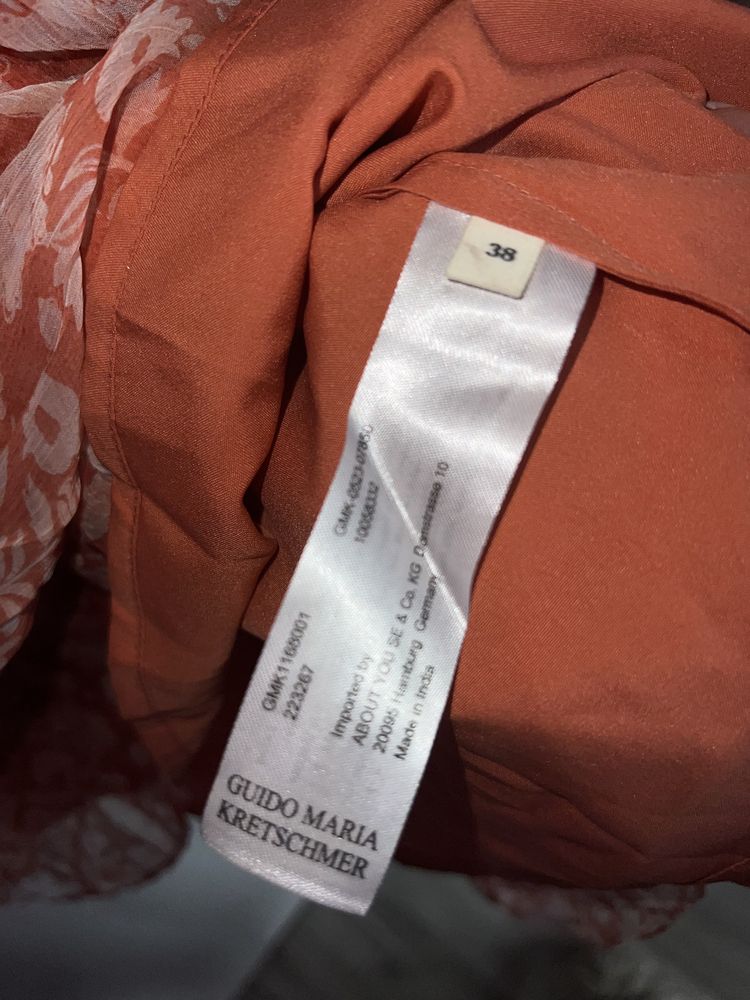 38
GMK-0523-07850
10058332
GMK1168001
223267
Imported by
ABOUT YOU SE & Co. KG Domstrasse 10
20095 Hamburg Germany
Made in India
GUIDO MARIA
KRETSCHMER